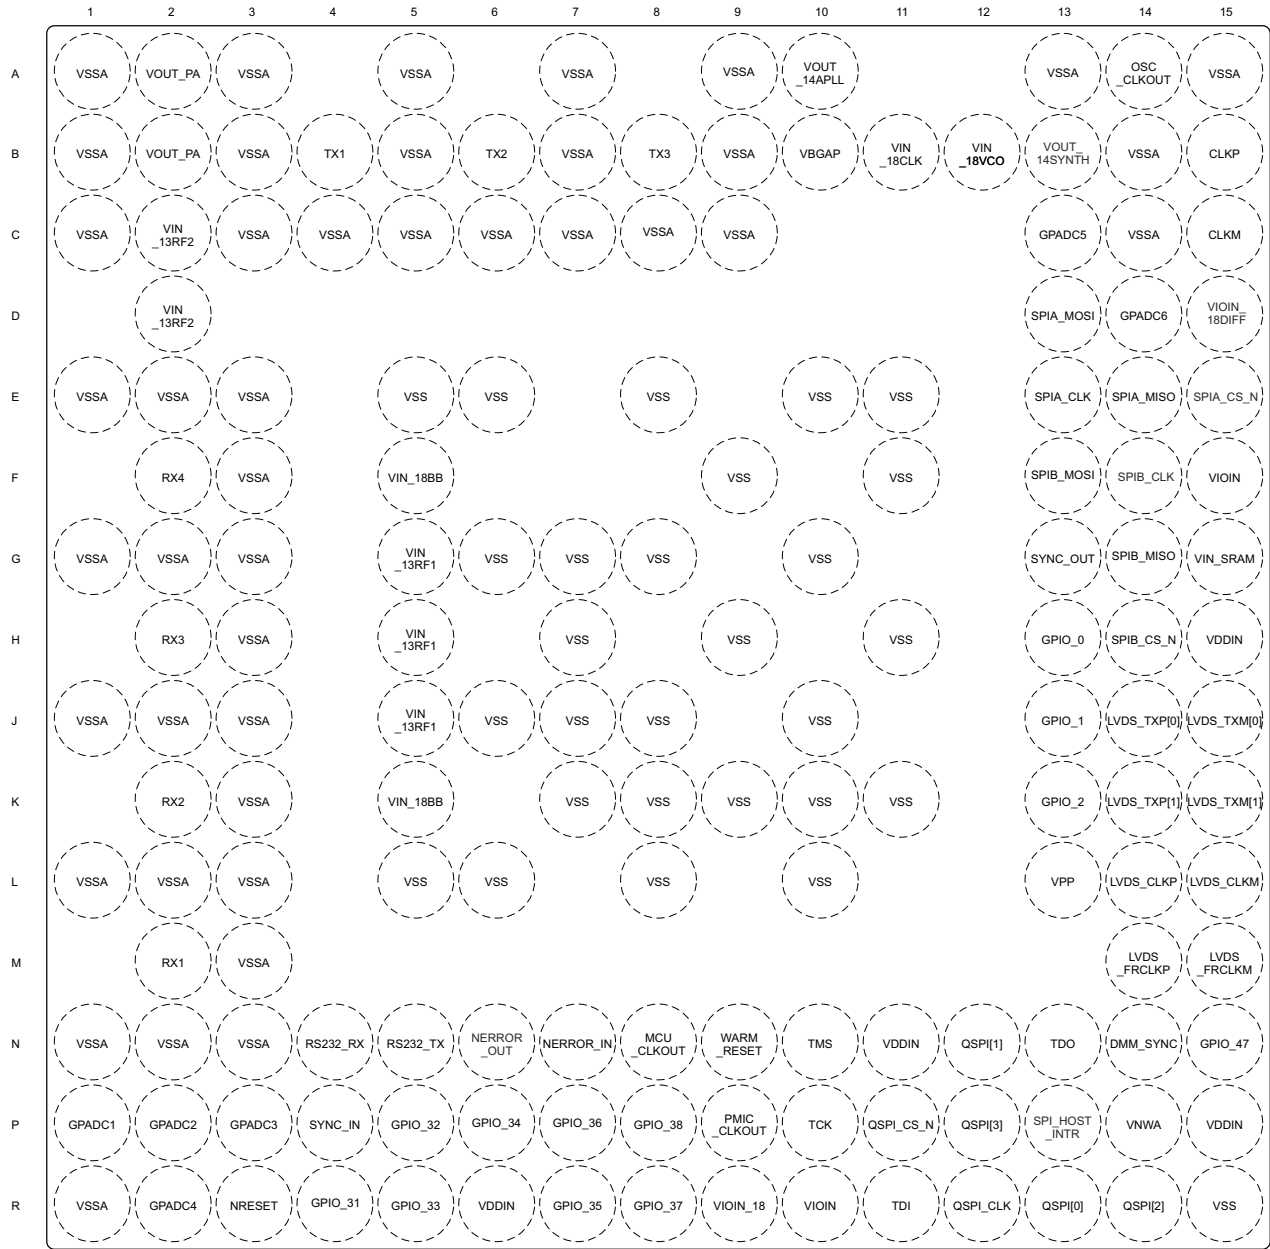 1 2 3 4 5 6 7 8 9 10 11 12 13 14 15
A VSSA VOUT_PA VSSA VSSA VSSA VSSA VOUT
_14APLL VSSA OSC
_CLKOUT VSSA
B VSSA VOUT_PA VSSA TX1 VSSA TX2 VSSA TX3 VSSA VBGAP VIN
_18CLK VIN
_18VCO VOUT_
14SYNTH VSSA CLKP
C VSSA VIN
_13RF2 VSSA VSSA VSSA VSSA VSSA VSSA VSSA GPADC5 VSSA CLKM
D VIN
_13RF2 SPIA_MOSI GPADC6 VIOIN_
18DIFF
E VSSA VSSA VSSA VSS VSS VSS VSS VSS SPIA_CLK SPIA_MISO SPIA_CS_N
F RX4 VSSA VIN_18BB VSS VSS SPIB_MOSI SPIB_CLK VIOIN
G VSSA VSSA VSSA VIN
_13RF1 VSS VSS VSS VSS SYNC_OUT SPIB_MISO VIN_SRAM
H RX3 VSSA VIN
_13RF1 VSS VSS VSS GPIO_0 SPIB_CS_N VDDIN
J VSSA VSSA VSSA VIN
_13RF1 VSS VSS VSS VSS GPIO_1 LVDS_TXP[0] LVDS_TXM[0]
K RX2 VSSA VIN_18BB VSS VSS VSS VSS VSS GPIO_2 LVDS_TXP[1] LVDS_TXM[1]
L VSSA VSSA VSSA VSS VSS VSS VSS VPP LVDS_CLKP LVDS_CLKM
M RX1 VSSA LVDS
_FRCLKP LVDS
_FRCLKM
N VSSA VSSA VSSA RS232_RX RS232_TX NERROR
_OUT NERROR_IN MCU
_CLKOUT WARM
_RESET TMS VDDIN QSPI[1] TDO DMM_SYNC GPIO_47
P GPADC1 GPADC2 GPADC3 SYNC_IN GPIO_32 GPIO_34 GPIO_36 GPIO_38 PMIC
_CLKOUT TCK QSPI_CS_N QSPI[3] SPI_HOST
_INTR VNWA VDDIN
R VSSA GPADC4 NRESET GPIO_31 GPIO_33 VDDIN GPIO_35 GPIO_37 VIOIN_18 VIOIN TDI QSPI_CLK QSPI[0] QSPI[2] VSS